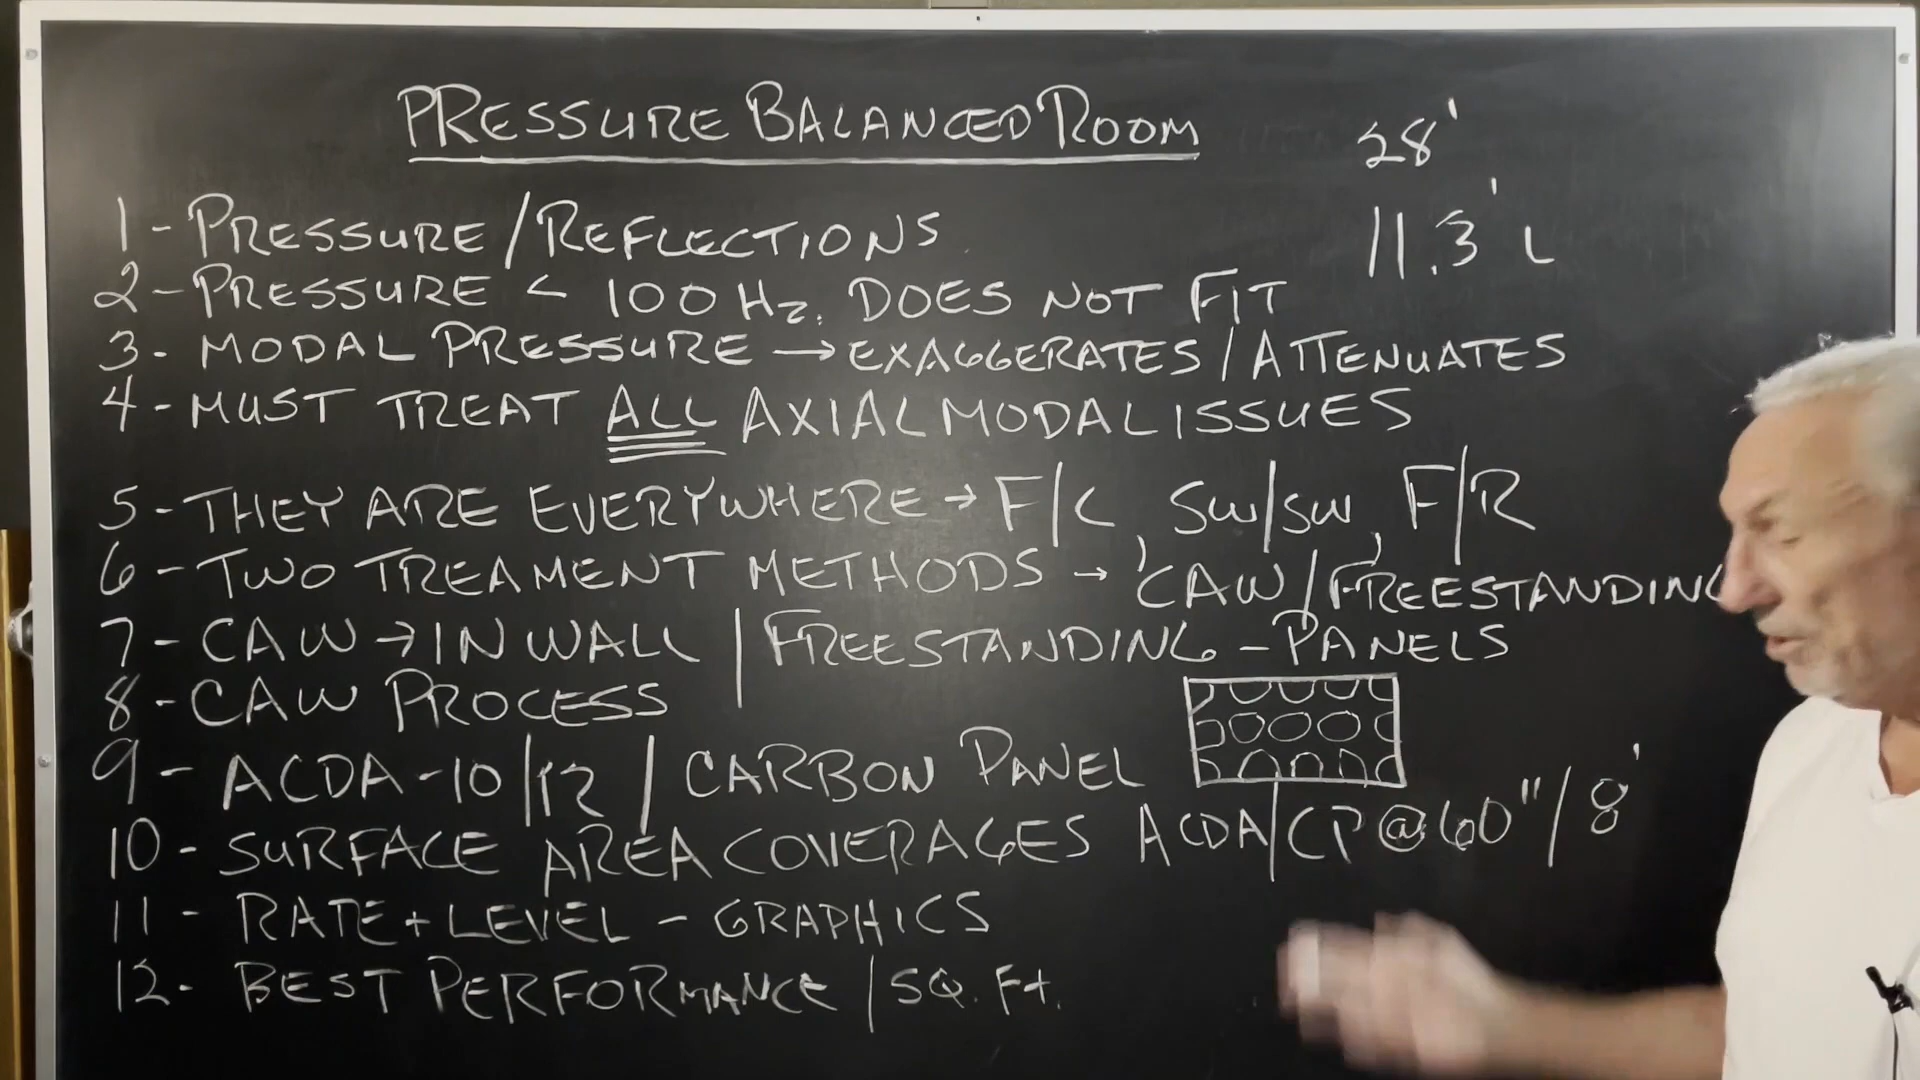 PRESSURE BALANCED ROOM
28'
11.3' L
1 - PRESSURE / REFLECTIONS
2 - PRESSURE < 100 Hz. DOES NOT FIT
3. MODAL PRESSURE → EXAGGERATES / ATTENUATES
4 - MUST TREAT ALL AXIAL MODAL ISSUES
5 - THEY ARE EVERYWHERE → F/C, SW/SW, F/R
6 - TWO TREAMENT METHODS → CAW / FREESTANDING
7 - CAW → IN WALL | FREESTANDING - PANELS
8 - CAW PROCESS
9 - ACDA-10/12 / CARBON PANEL
10 - SURFACE AREA COVERAGES ACDA/CP @ 60" / 8'
11 - RATE + LEVEL - GRAPHICS
12. BEST PERFORMANCE / SQ. Ft.